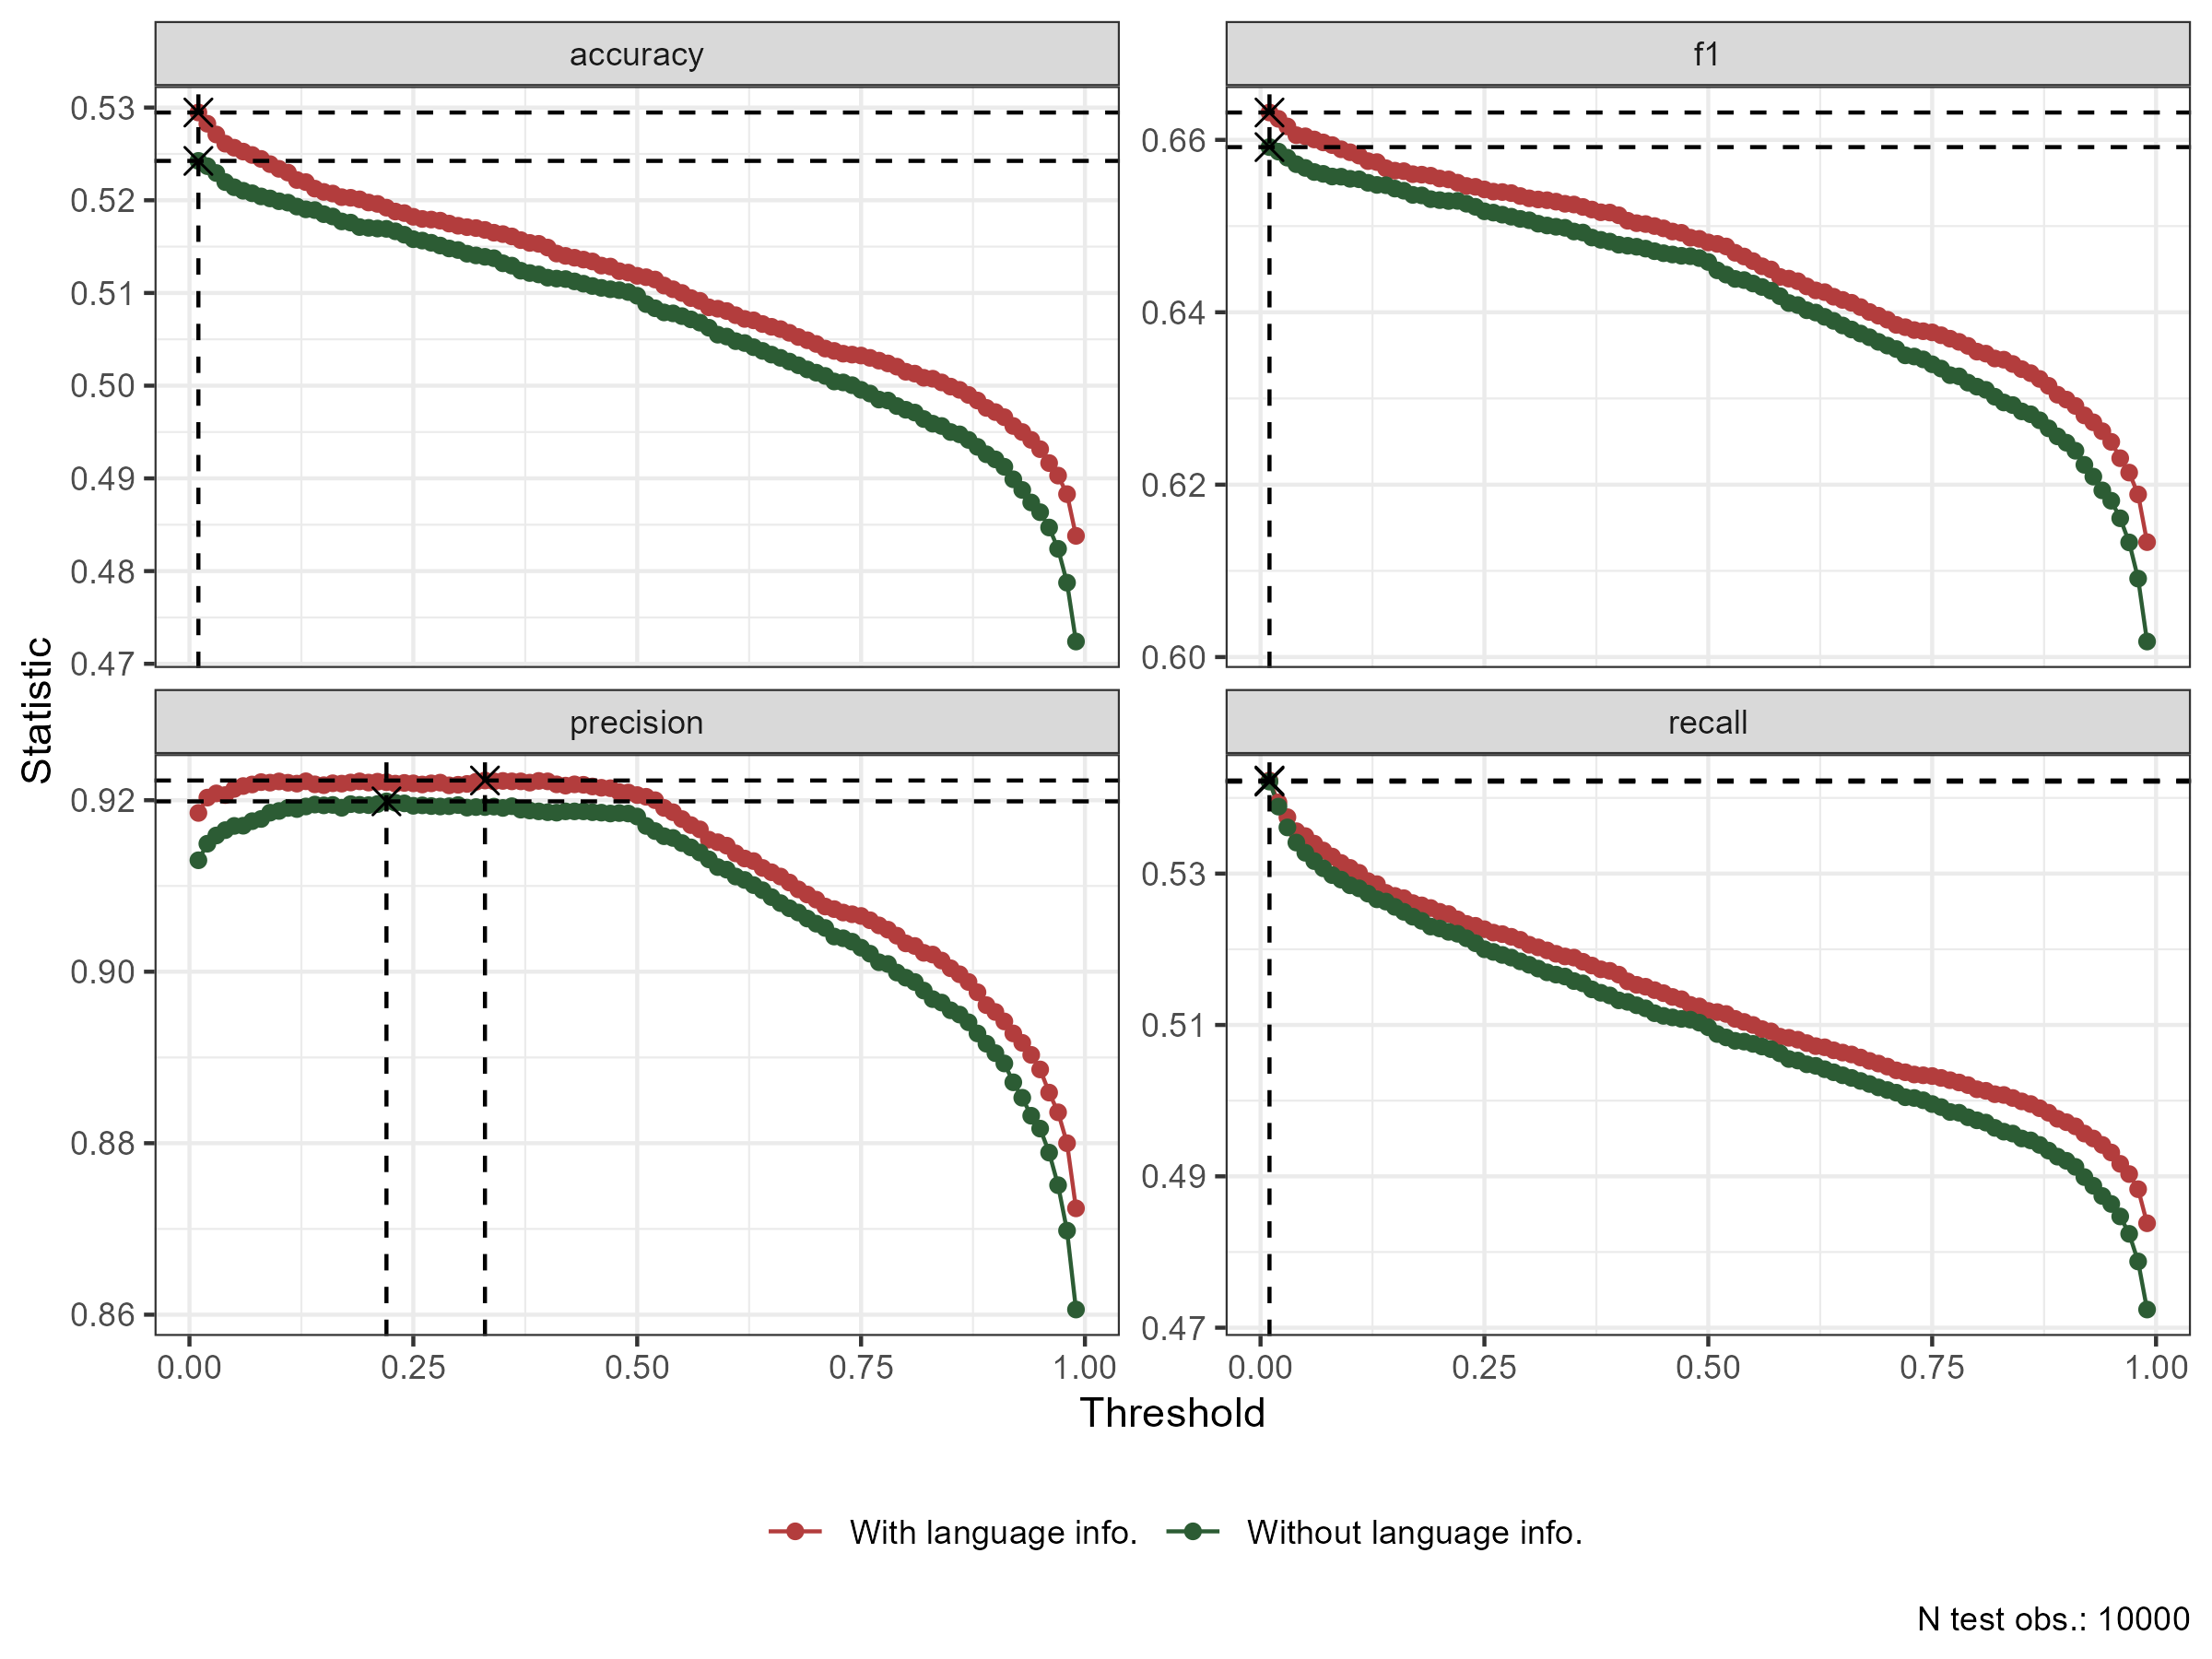 accuracy
f1
0.53
0.52
0.51
0.50
0.49
0.48
0.47
0.66
0.64
0.62
0.60
Statistic
precision
recall
0.92
0.90
0.88
0.86
0.53
0.51
0.49
0.47
0.00 0.25 0.50 0.75 1.00
0.00 0.25 0.50 0.75 1.00
Threshold
With language info. Without language info.
N test obs.: 10000